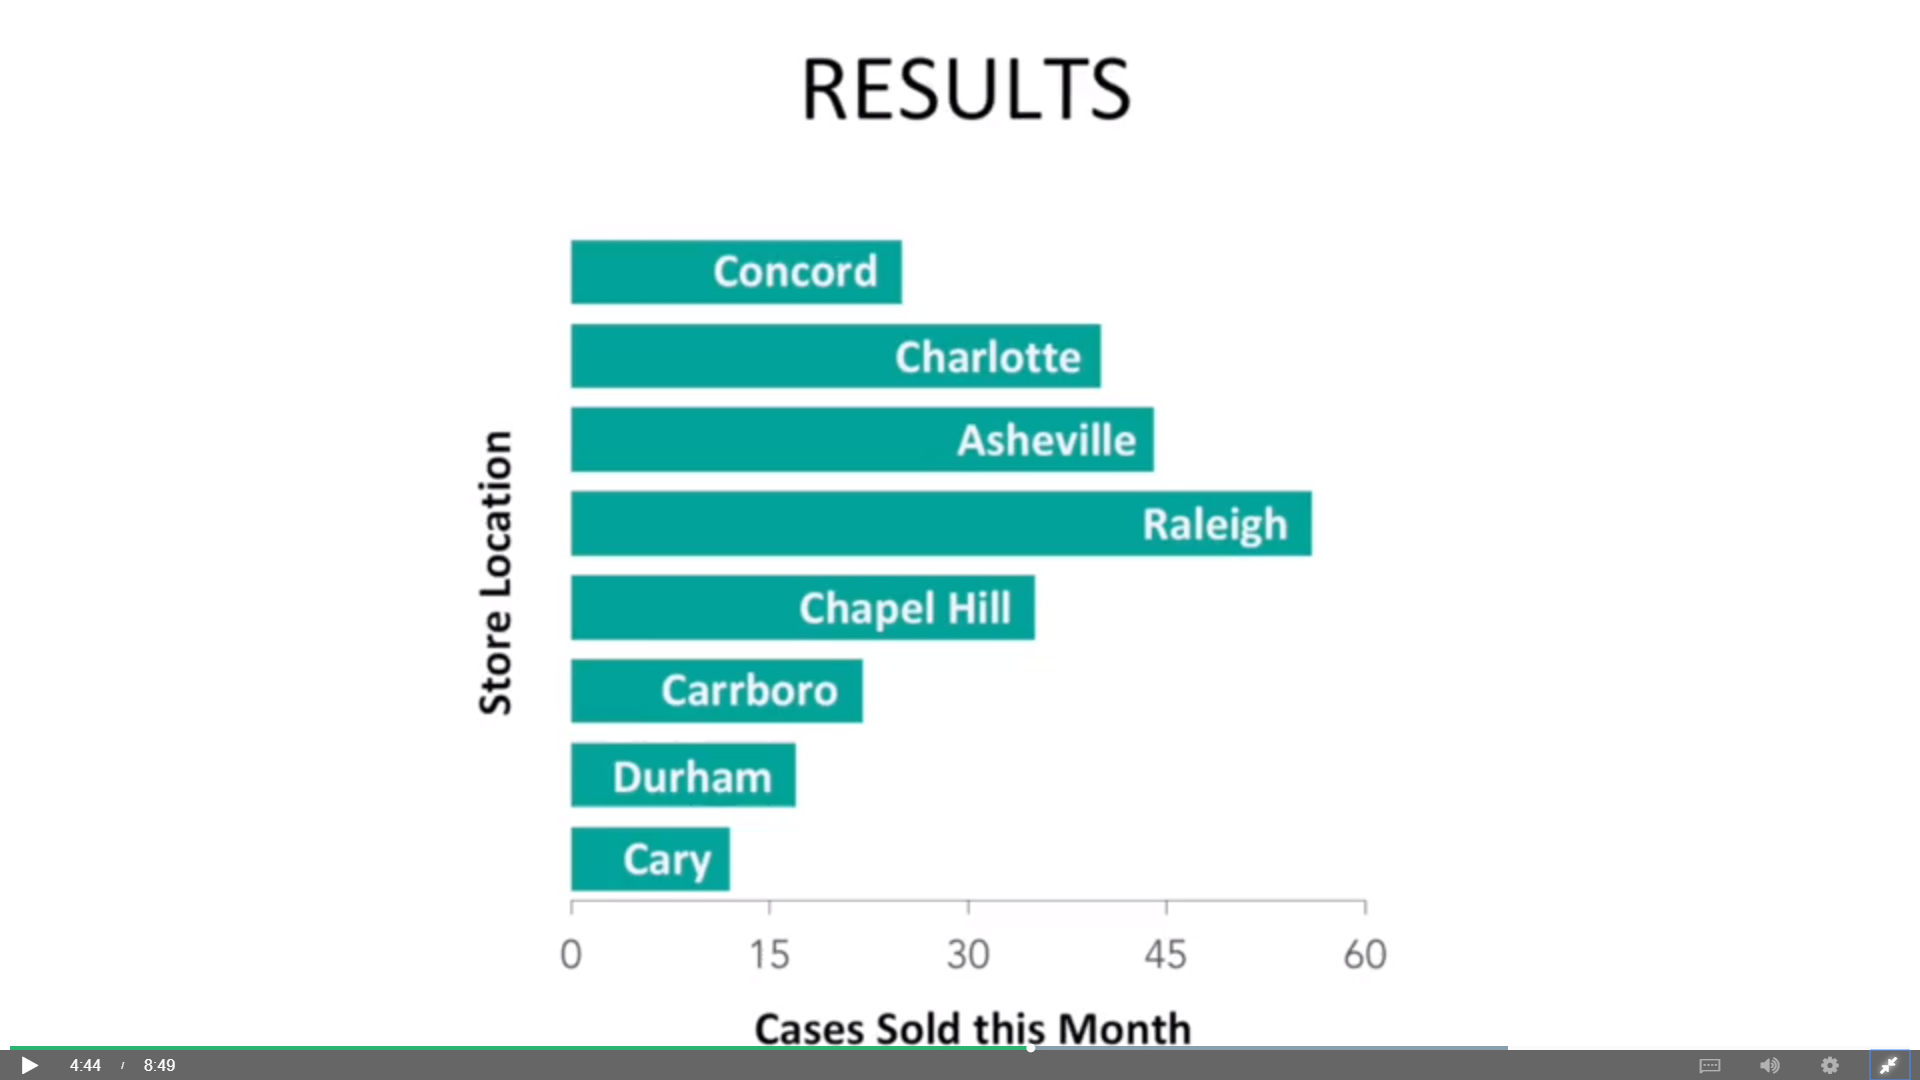 RESULTS
Concord
Charlotte
Asheville
Raleigh
Chapel Hill
Carrboro
Durham
Cary
Store Location
0 15 30 45 60
Cases Sold this Month
4:44 / 8:49